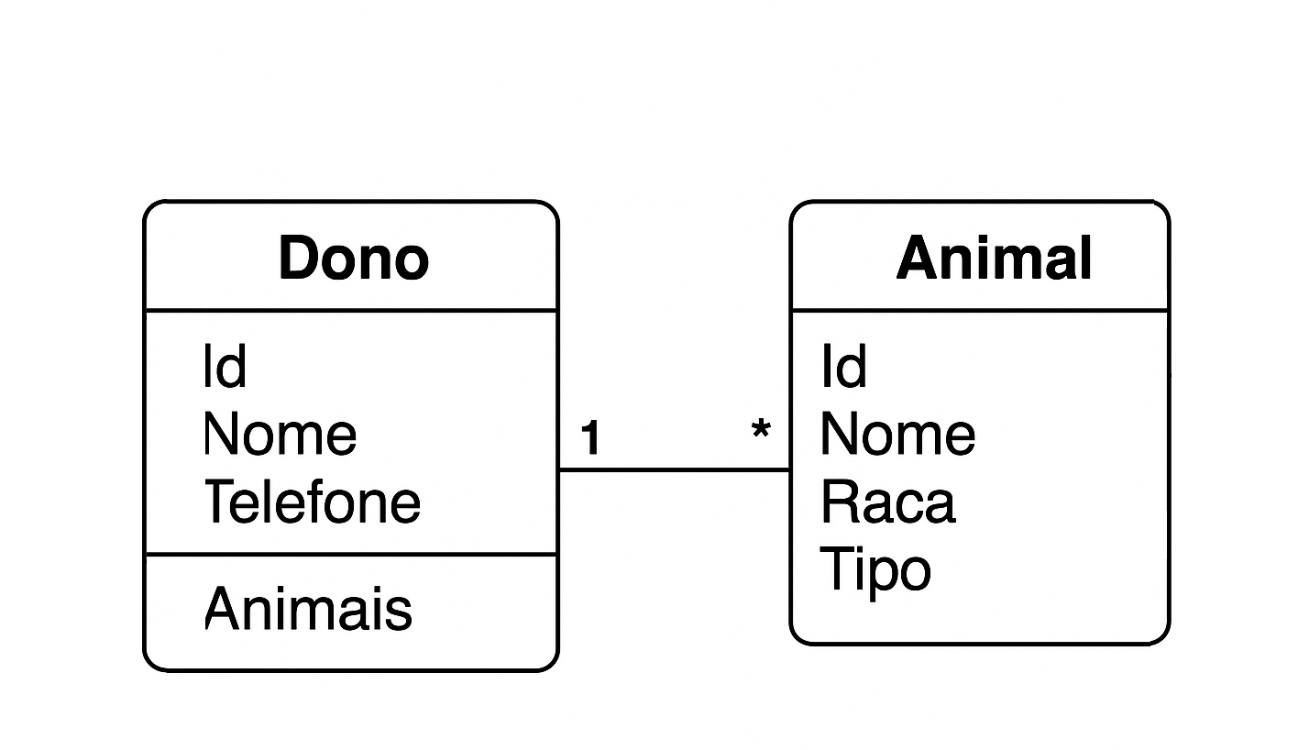 Dono
Id
Nome
Telefone
Animais
1
*
Animal
Id
Nome
Raca
Tipo